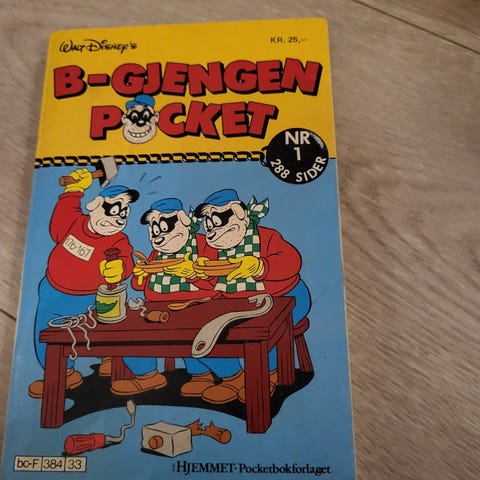 WALT DISNEY'S
KR. 25,–
B-GJENGEN
POCKET
NR
1
288 SIDER
176-167
bc-F 384 33
HJEMMET - Pocketbokforlaget